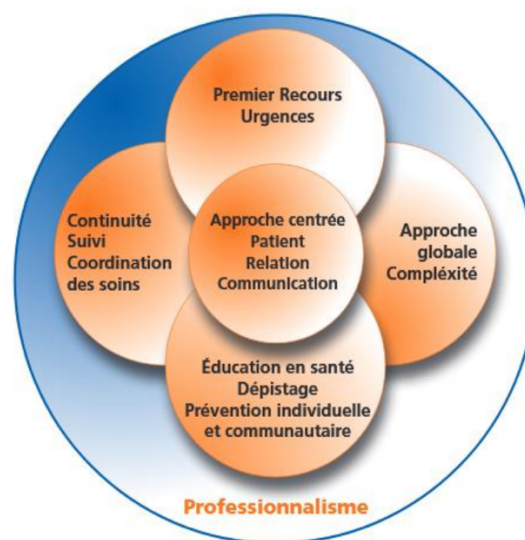 Premier Recours
Urgences
Continuité
Suivi
Coordination
des soins
Approche centrée
Patient
Relation
Communication
Approche
globale
Compléxité
Éducation en santé
Dépistage
Prévention individuelle
et communautaire
Professionnalisme